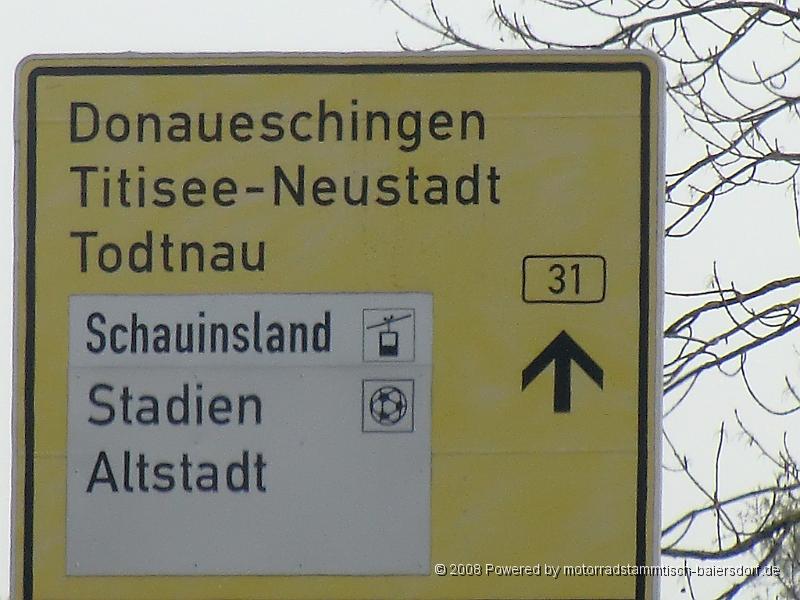 Donaueschingen
Titisee-Neustadt
Todtnau
31
Schauinsland
Stadien
Altstadt
© 2008 Powered by motorradstammtisch-baiersdorf.de